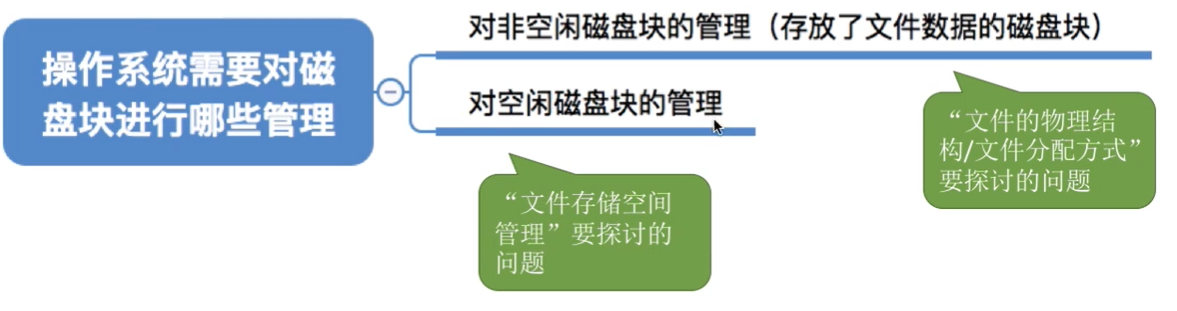 操作系统需要对磁
盘块进行哪些管理
对非空闲磁盘块的管理（存放了文件数据的磁盘块）
对空闲磁盘块的管理
“文件的物理结
构/文件分配方式”
要探讨的问题
“文件存储空间
管理”要探讨的
问题